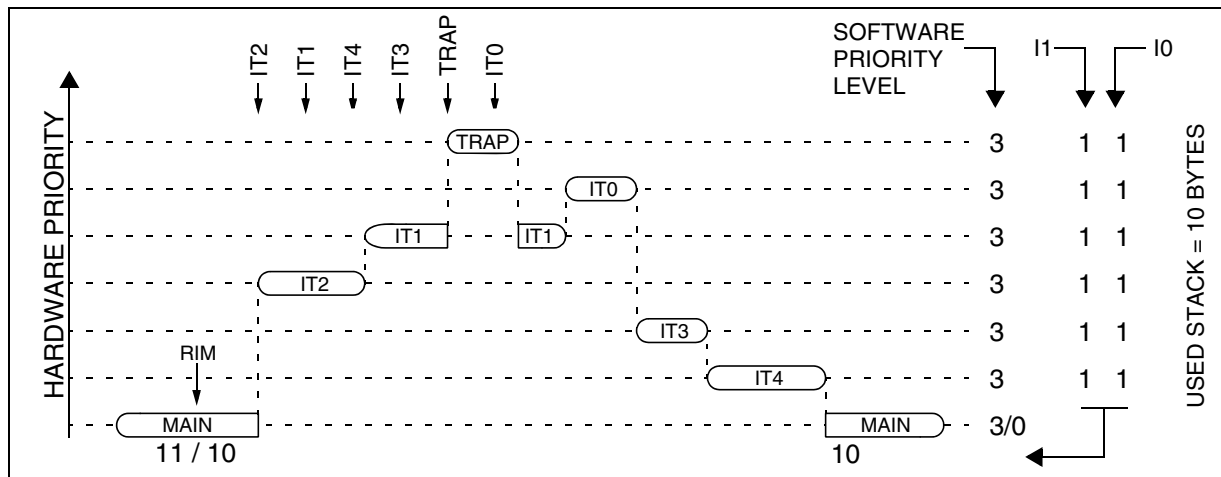 IT2
IT1
IT4
IT3
TRAP
IT0
SOFTWARE
PRIORITY
LEVEL
I1
I0
HARDWARE PRIORITY
TRAP
3
1 1
IT0
3
1 1
IT1
IT1
3
1 1
IT2
3
1 1
IT3
3
1 1
RIM
IT4
3
1 1
MAIN
MAIN
3/0
11 / 10
10
USED STACK = 10 BYTES